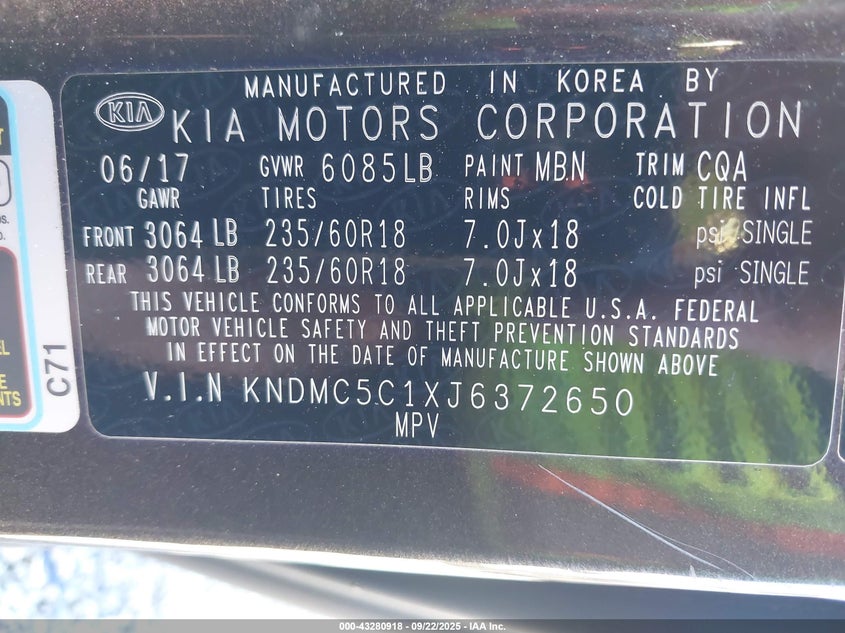 MANUFACTURED IN KOREA BY
KIA KIA MOTORS CORPORATION
06/17 GVWR 6085LB PAINT MBN TRIM CQA
GAWR TIRES RIMS COLD TIRE INFL
FRONT 3064 LB 235/60R18 7.0Jx18 psi SINGLE
REAR 3064 LB 235/60R18 7.0Jx18 psi SINGLE
THIS VEHICLE CONFORMS TO ALL APPLICABLE U.S.A. FEDERAL
MOTOR VEHICLE SAFETY AND THEFT PREVENTION STANDARDS
IN EFFECT ON THE DATE OF MANUFACTURE SHOWN ABOVE
V.I.N KNDMC5C1XJ6372650
MPV
C71
000-43280918 - 09/22/2025 - IAA Inc.